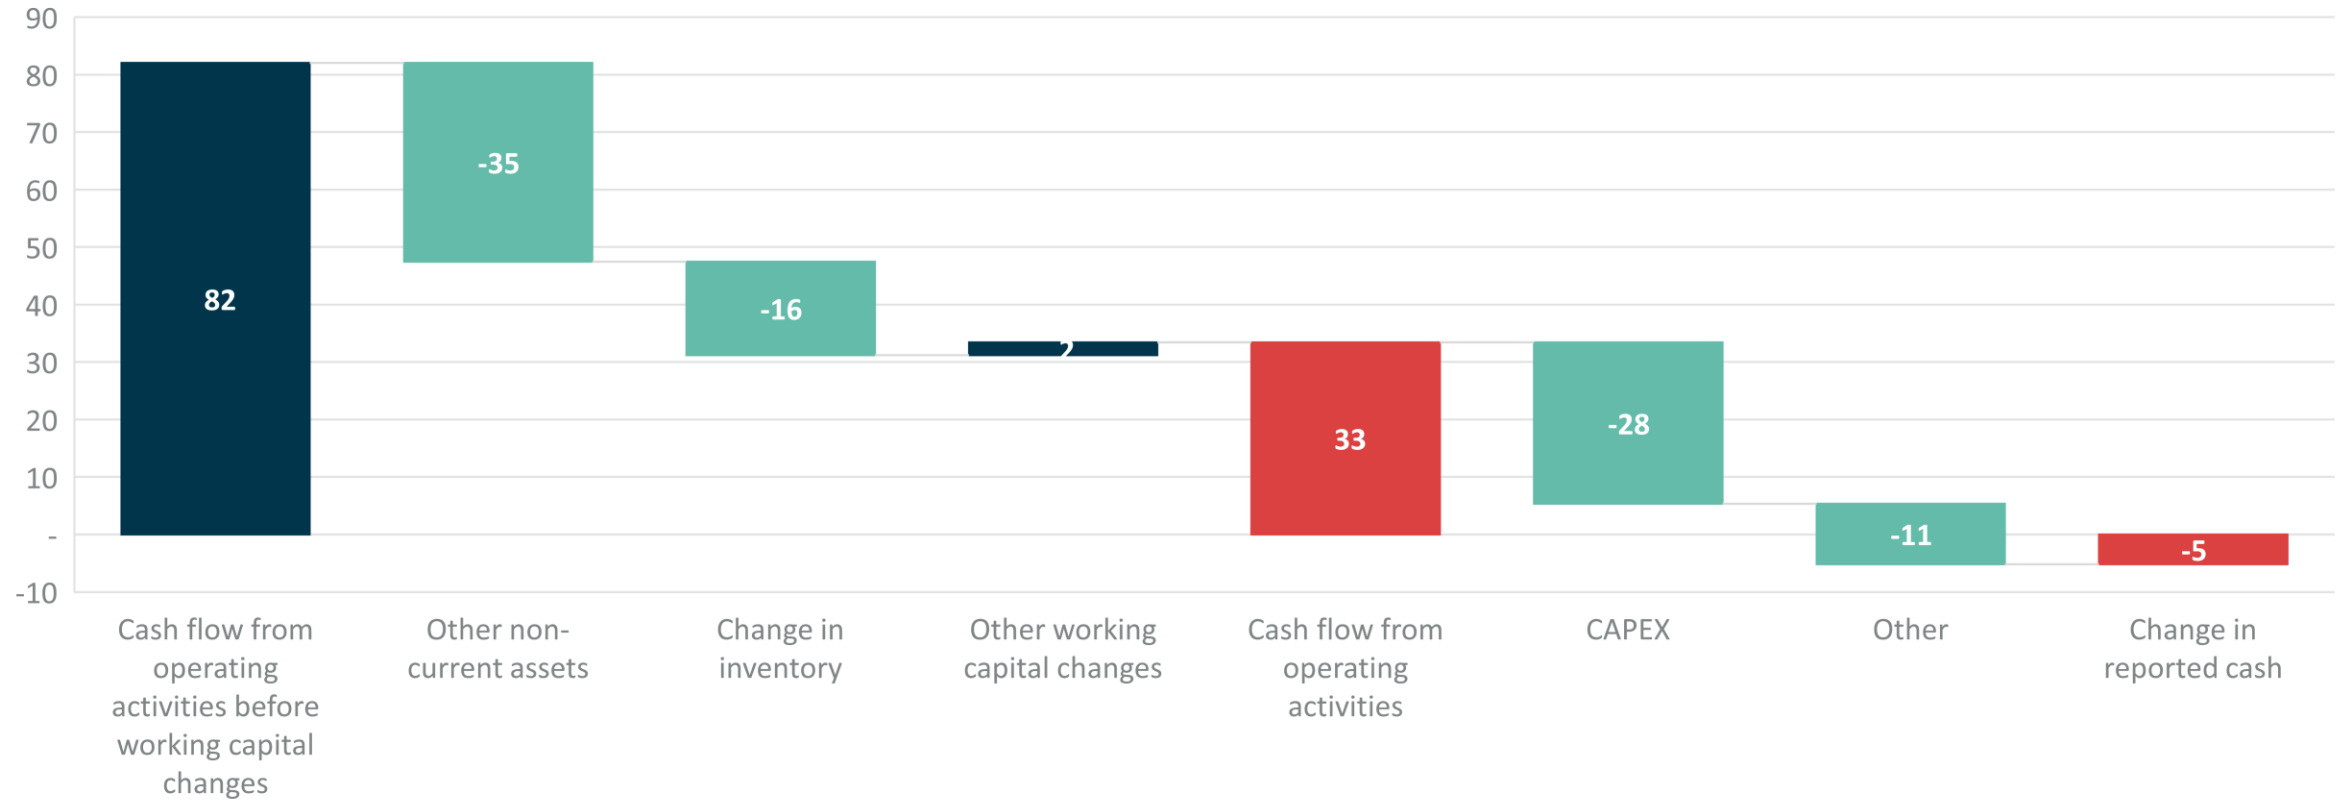 90
80
70
60
50
40
30
20
10
-
-10
82
-35
-16
2
33
-28
-11
-5
Cash flow from
operating
activities before
working capital
changes
Other non-
current assets
Change in
inventory
Other working
capital changes
Cash flow from
operating
activities
CAPEX
Other
Change in
reported cash